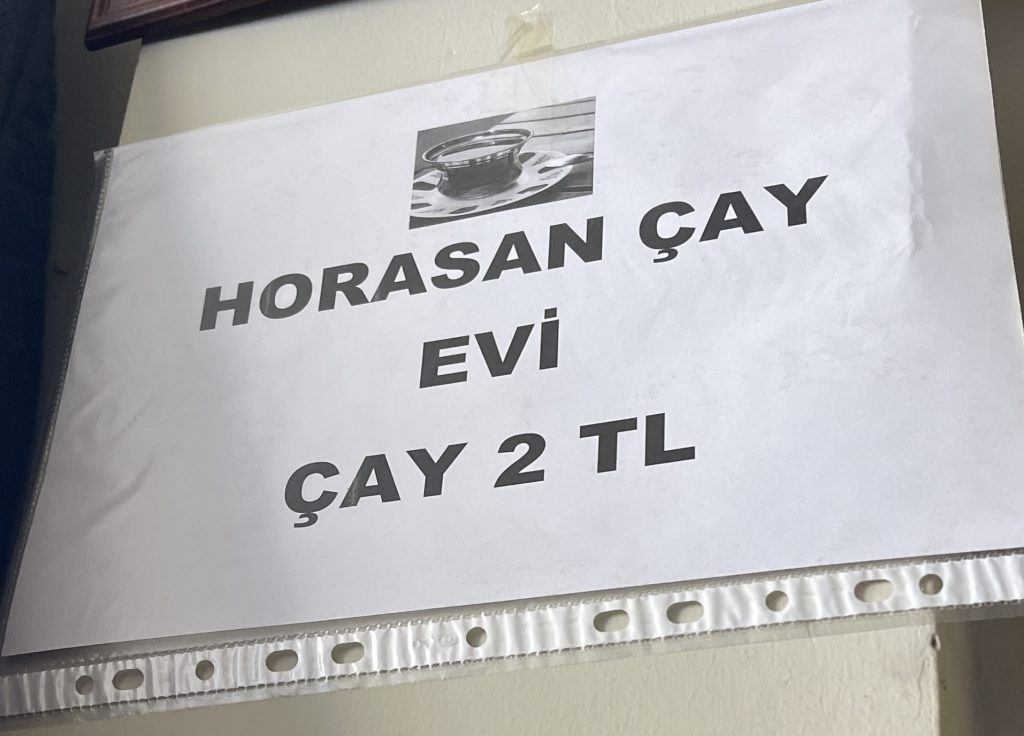 HORASAN ÇAY
EVİ
ÇAY 2 TL